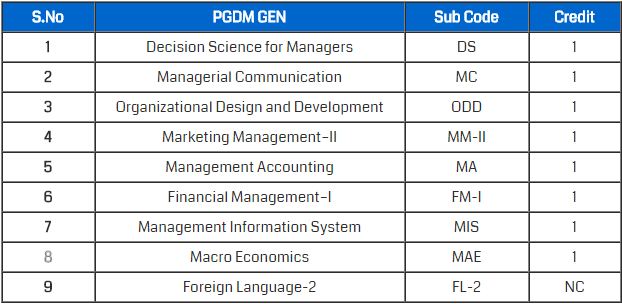 S.No PGDM GEN Sub Code Credit
1 Decision Science for Managers DS 1
2 Managerial Communication MC 1
3 Organizational Design and Development ODD 1
4 Marketing Management-II MM-II 1
5 Management Accounting MA 1
6 Financial Management-I FM-I 1
7 Management Information System MIS 1
8 Macro Economics MAE 1
9 Foreign Language-2 FL-2 NC